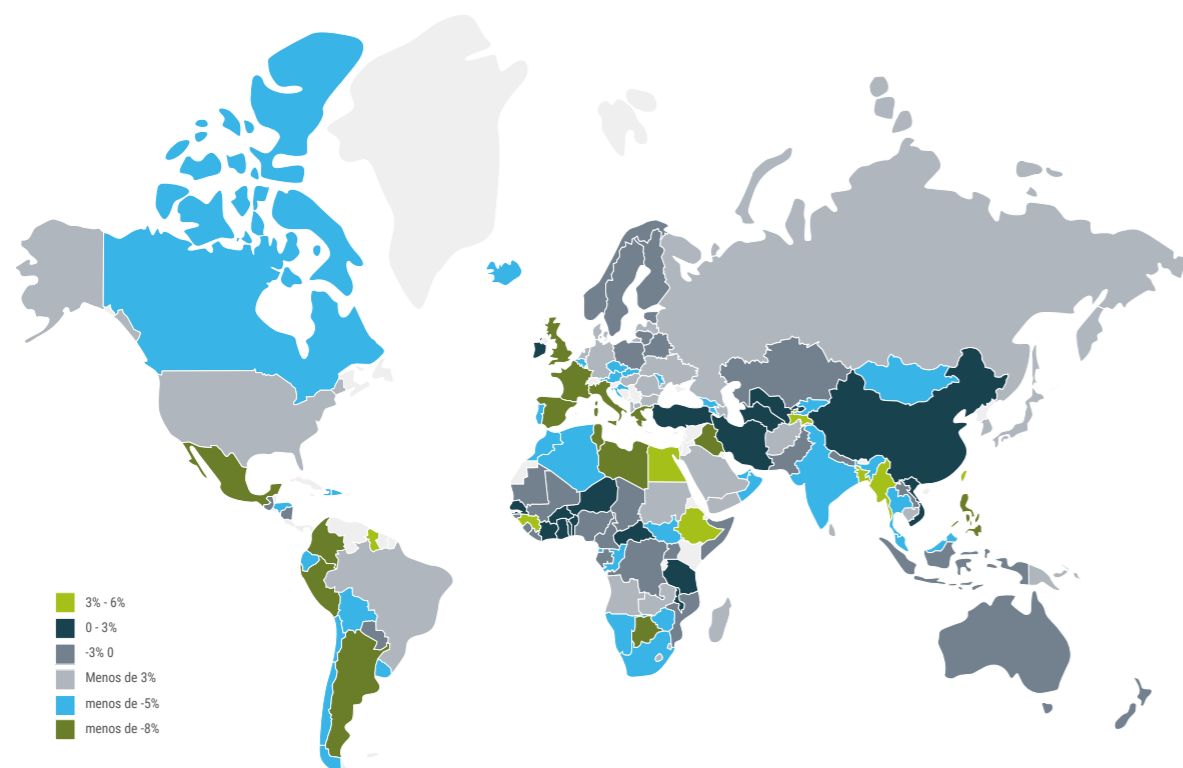 3% - 6%
0 - 3%
-3% 0
Menos de 3%
menos de -5%
menos de -8%